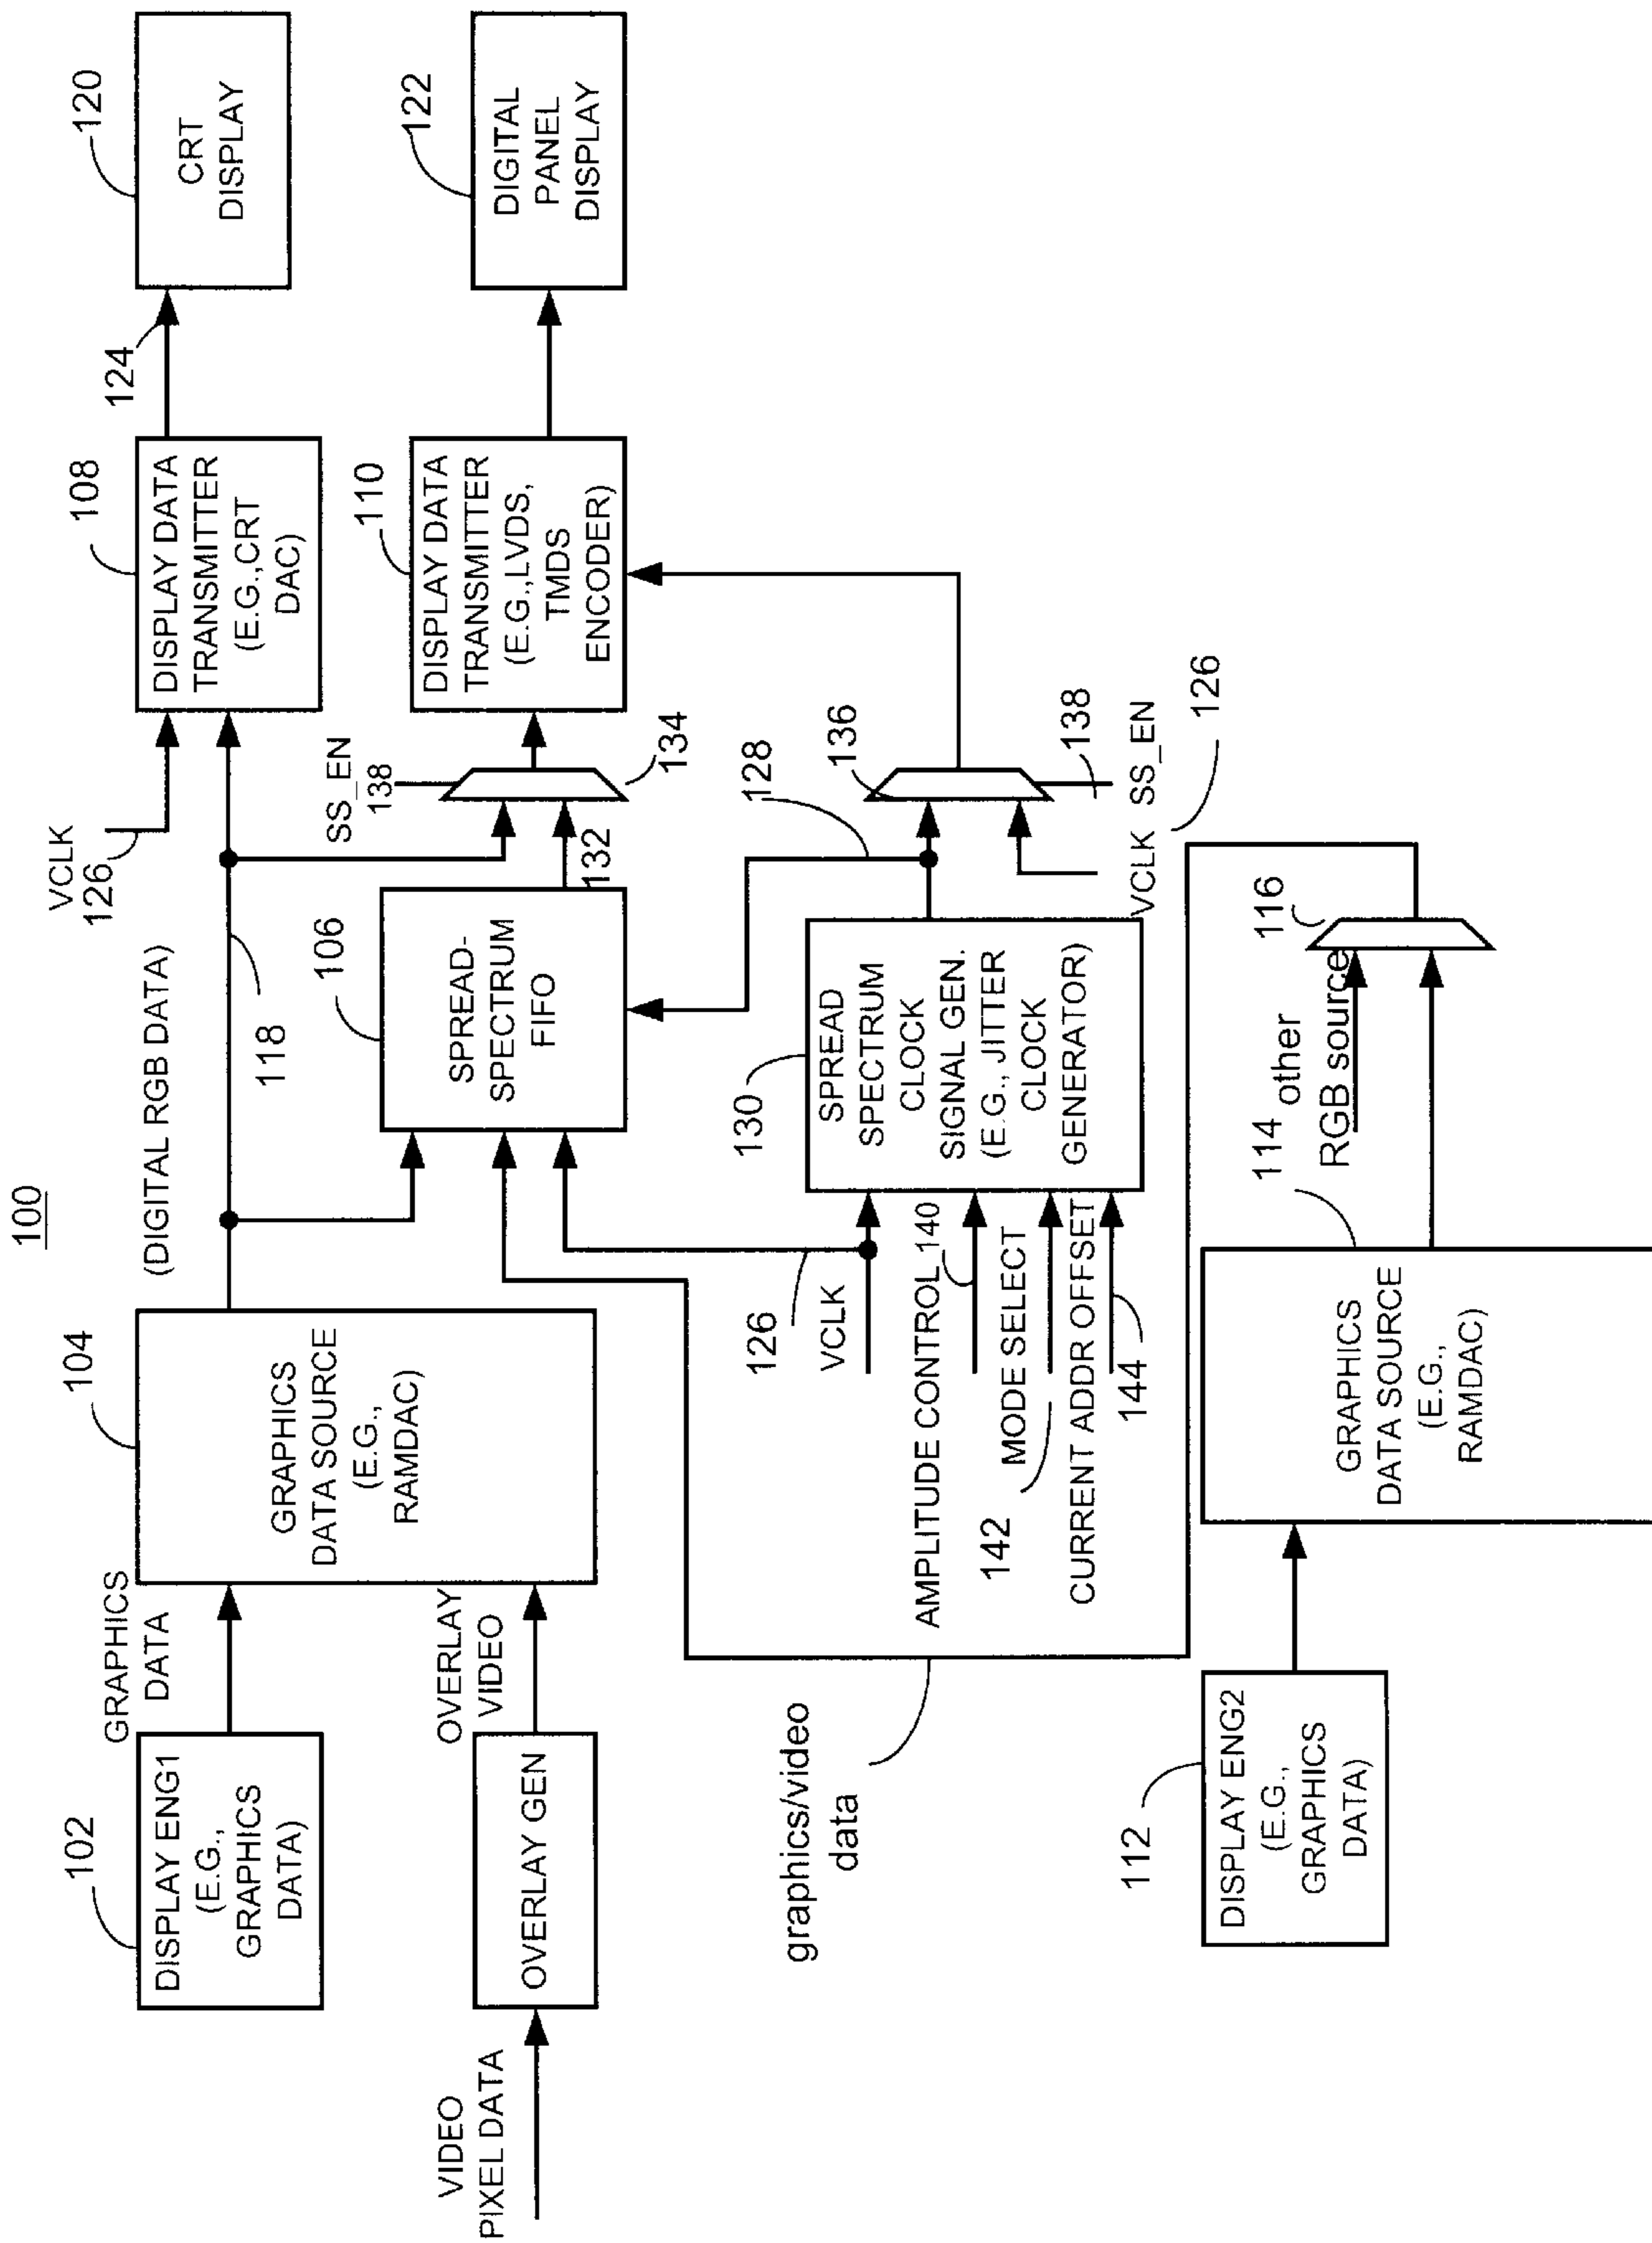 100
102
DISPLAY ENG1
(E.G.,
GRAPHICS
DATA)
GRAPHICS
DATA
104
GRAPHICS
DATA SOURCE
(E.G.,
RAMDAC)
(DIGITAL RGB DATA)
118
VCLK
126
108
DISPLAY DATA
TRANSMITTER
(E.G.,CRT
DAC)
124
120
CRT
DISPLAY
VIDEO
PIXEL DATA
OVERLAY GEN
OVERLAY
VIDEO
106
SPREAD-
SPECTRUM
FIFO
132
SS_EN
138
134
110
DISPLAY DATA
TRANSMITTER
(E.G.,LVDS,
TMDS
ENCODER)
122
DIGITAL
PANEL
DISPLAY
graphics/video
data
126
VCLK
AMPLITUDE CONTROL 140
MODE SELECT
142
CURRENT ADDR OFFSET
144
130
SPREAD
SPECTRUM
CLOCK
SIGNAL GEN.
(E.G., JITTER
CLOCK
GENERATOR)
128
136
138
VCLK SS_EN
126
112
DISPLAY ENG2
(E.G.,
GRAPHICS
DATA)
GRAPHICS
DATA SOURCE
(E.G.,
RAMDAC)
114
other
RGB source
116